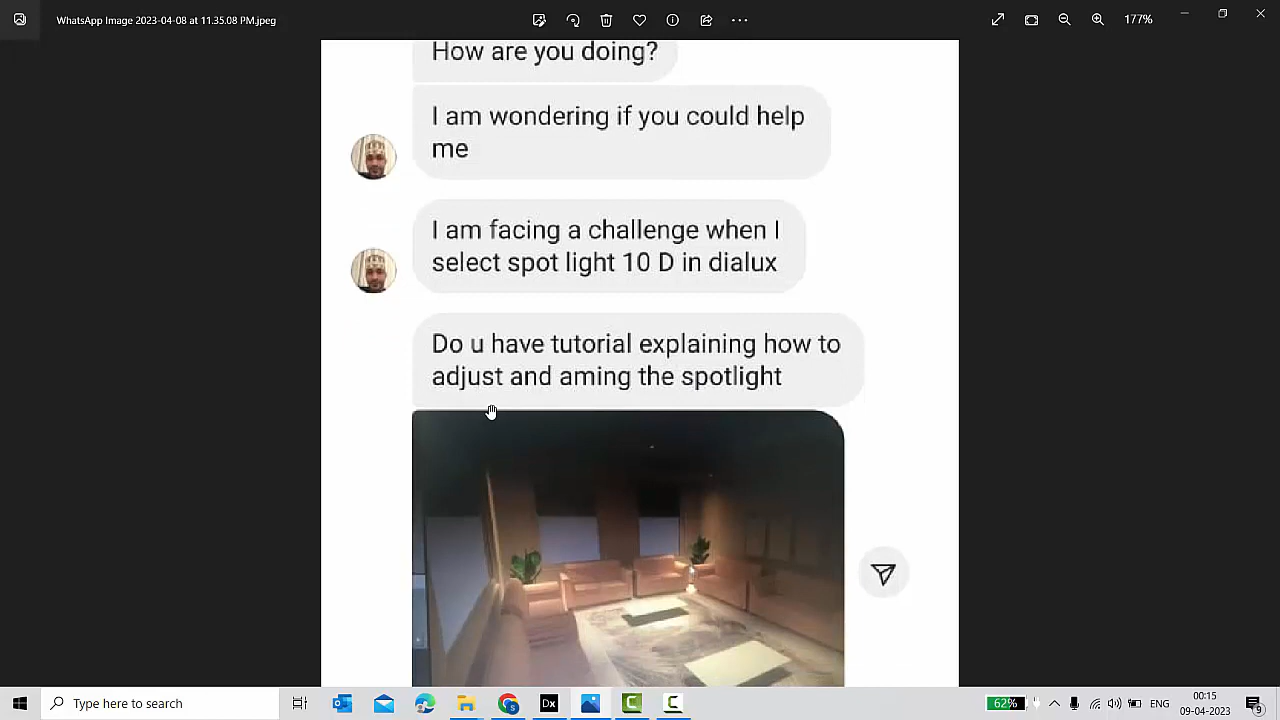 WhatsApp Image 2023-04-08 at 11.35.08 PM.jpeg
177%
How are you doing?
I am wondering if you could help
me
I am facing a challenge when I
select spot light 10 D in dialux
Do u have tutorial explaining how to
adjust and aming the spotlight
Type here to search
Dx
62%
ENG
00:15
09-04-2023